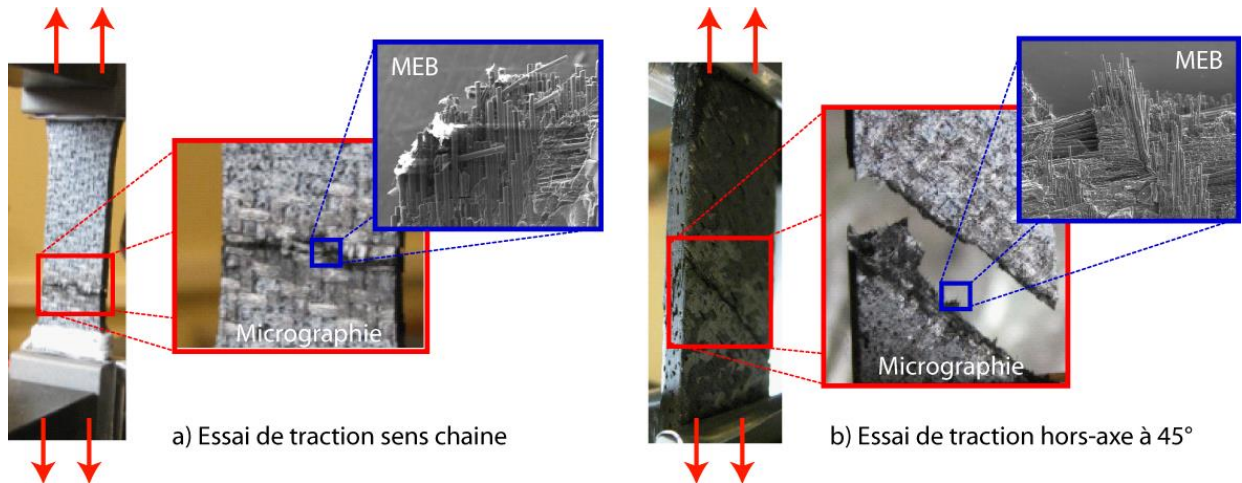 MEB
Micrographie
a) Essai de traction sens chaine
MEB
Micrographie
b) Essai de traction hors-axe à 45°